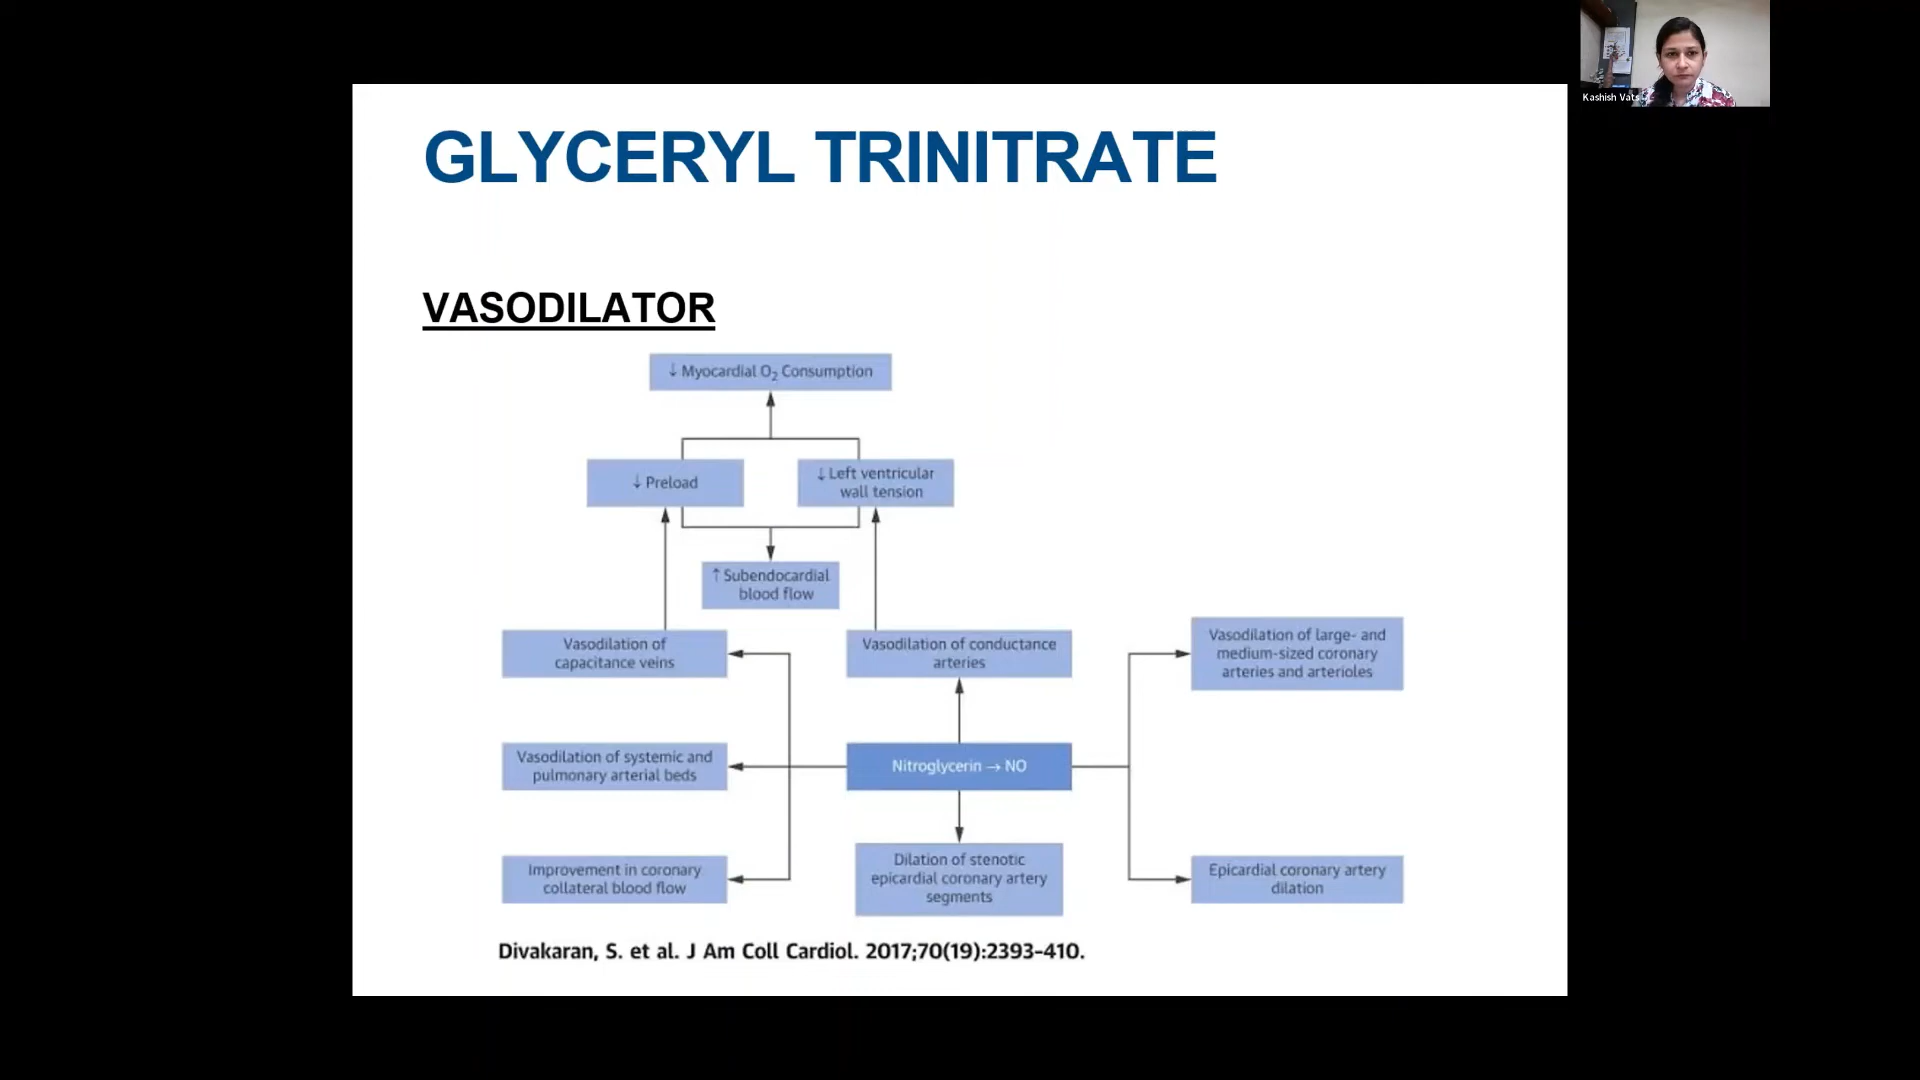 Kashish Vats
GLYCERYL TRINITRATE
VASODILATOR
↓ Myocardial O₂ Consumption
↓ Preload
↓ Left ventricular
wall tension
↑ Subendocardial
blood flow
Vasodilation of
capacitance veins
Vasodilation of conductance
arteries
Vasodilation of large- and
medium-sized coronary
arteries and arterioles
Vasodilation of systemic and
pulmonary arterial beds
Nitroglycerin → NO
Improvement in coronary
collateral blood flow
Dilation of stenotic
epicardial coronary artery
segments
Epicardial coronary artery
dilation
Divakaran, S. et al. J Am Coll Cardiol. 2017;70(19):2393–410.